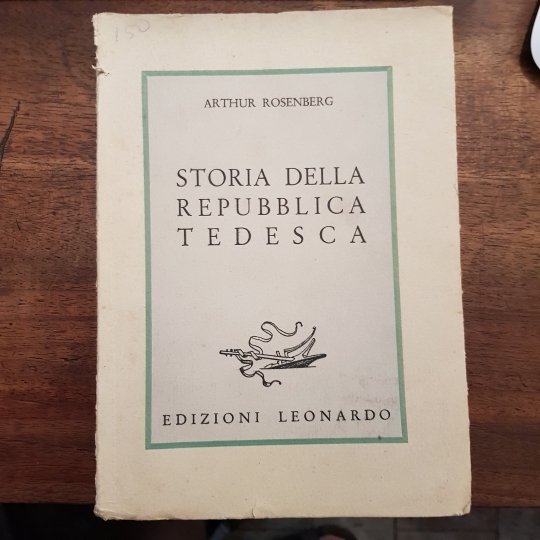 150
ARTHUR ROSENBERG
STORIA DELLA
REPUBBLICA
TEDESCA
EDIZIONI LEONARDO